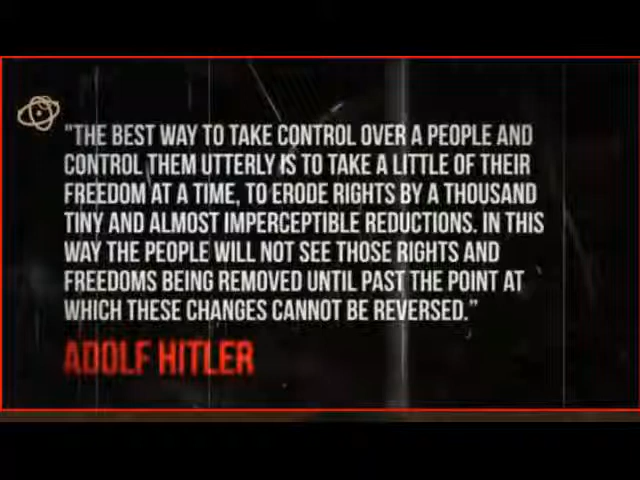 "THE BEST WAY TO TAKE CONTROL OVER A PEOPLE AND
CONTROL THEM UTTERLY IS TO TAKE A LITTLE OF THEIR
FREEDOM AT A TIME, TO ERODE RIGHTS BY A THOUSAND
TINY AND ALMOST IMPERCEPTIBLE REDUCTIONS. IN THIS
WAY THE PEOPLE WILL NOT SEE THOSE RIGHTS AND
FREEDOMS BEING REMOVED UNTIL PAST THE POINT AT
WHICH THESE CHANGES CANNOT BE REVERSED."
ADOLF HITLER